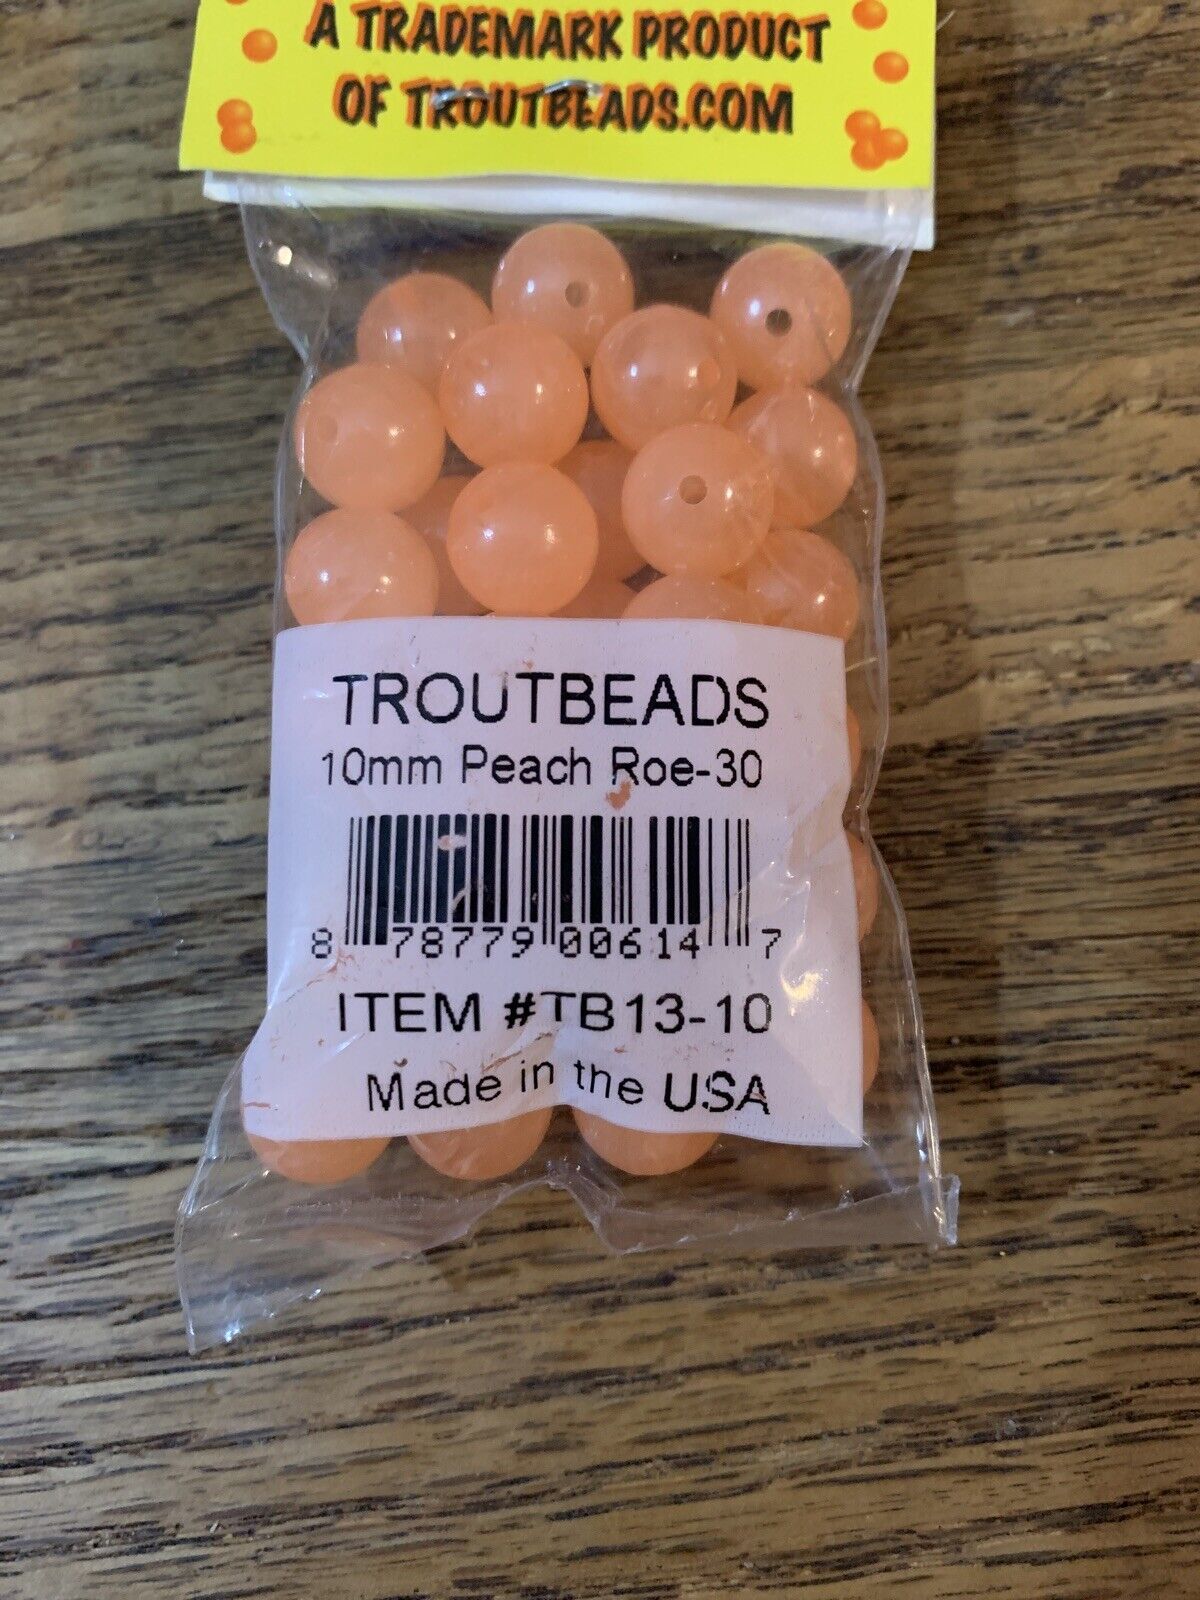 A TRADEMARK PRODUCT
OF TROUTBEADS.COM
TROUTBEADS
10mm Peach Roe-30
8 78779 00614 7
ITEM #TB13-10
Made in the USA